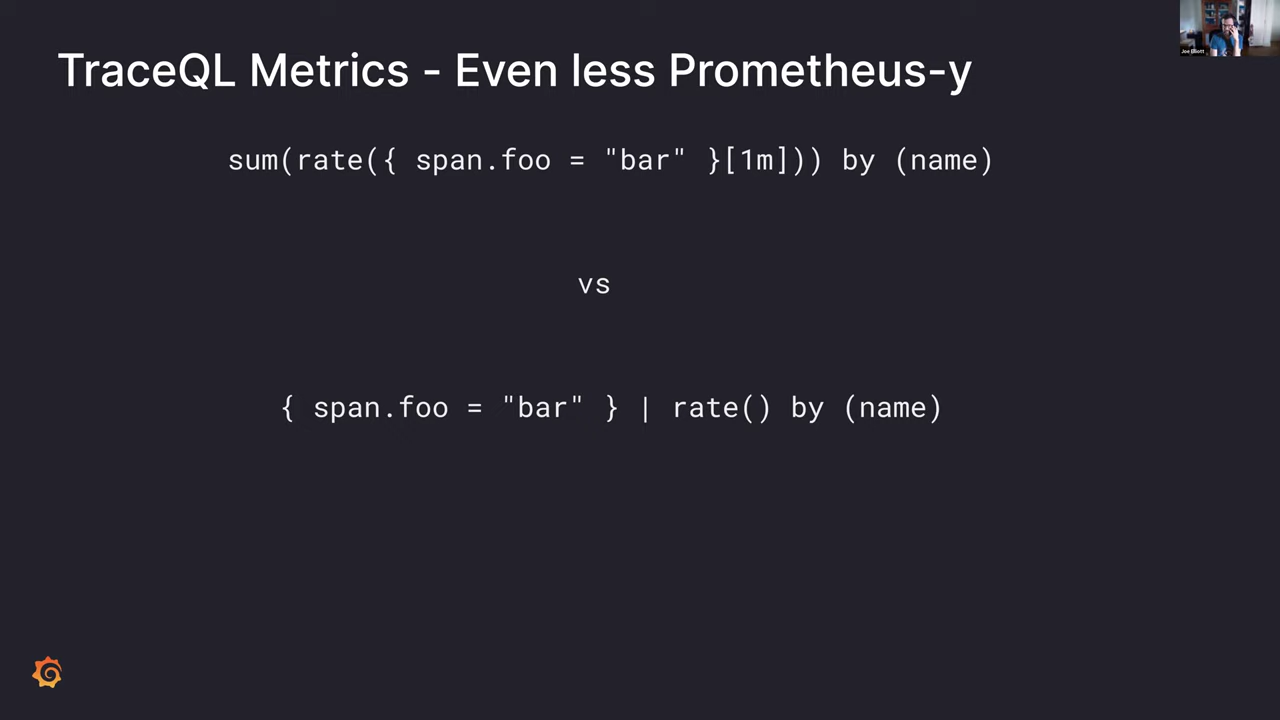 TraceQL Metrics - Even less Prometheus-y
Joe Elliott
sum(rate({ span.foo = "bar" }[1m])) by (name)
vs
{ span.foo = "bar" } | rate() by (name)